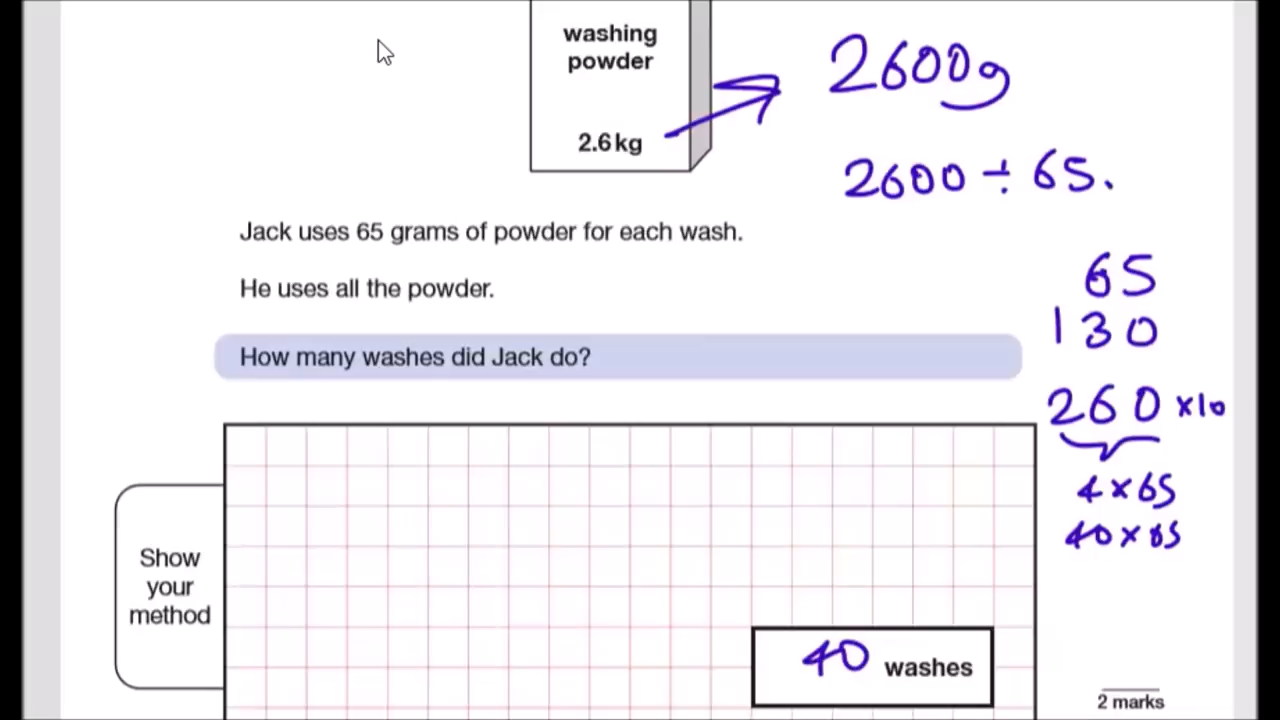 washing
powder
2.6 kg
2600g
2600 ÷ 65.
Jack uses 65 grams of powder for each wash.
He uses all the powder.
How many washes did Jack do?
65
130
260 ×10
4 × 65
40 × 65
Show
your
method
40 washes
2 marks